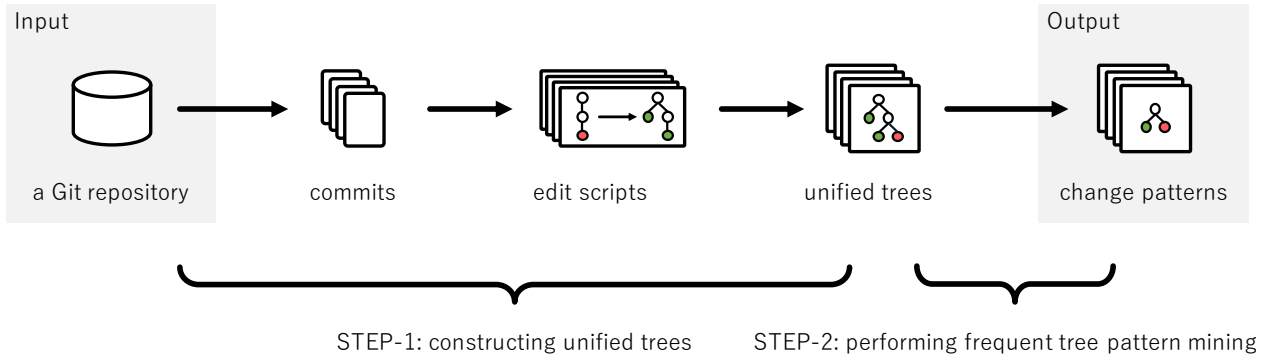 Input
Output
a Git repository
commits
edit scripts
unified trees
change patterns
STEP-1: constructing unified trees
STEP-2: performing frequent tree pattern mining